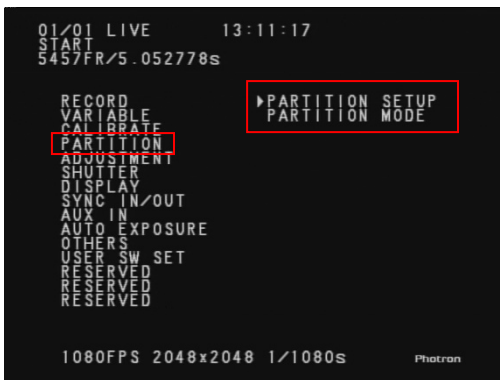 01/01 LIVE 13:11:17
START
5457FR/5.052778s
RECORD
VARIABLE
CALIBRATE
PARTITION
ADJUSTMENT
SHUTTER
DISPLAY
SYNC IN/OUT
AUX IN
AUTO EXPOSURE
OTHERS
USER SW SET
RESERVED
RESERVED
RESERVED
▶PARTITION SETUP
PARTITION MODE
1080FPS 2048x2048 1/1080s Photron